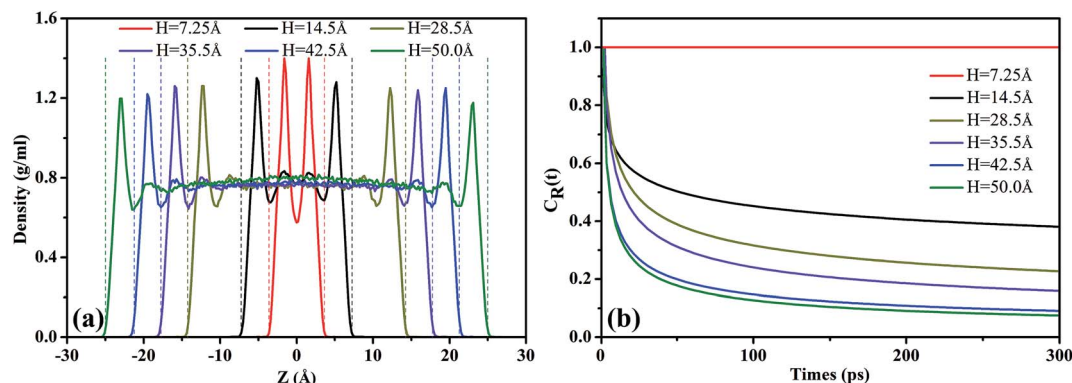 1.6
1.2
0.8
0.4
0.0
Density (g/ml)
H=7.25Å H=14.5Å H=28.5Å
H=35.5Å H=42.5Å H=50.0Å
(a)
-30 -20 -10 0 10 20 30
Z (Å)
1.0
0.8
0.6
0.4
0.2
0.0
C_R(t)
H=7.25Å
H=14.5Å
H=28.5Å
H=35.5Å
H=42.5Å
H=50.0Å
(b)
0 100 200 300
Times (ps)